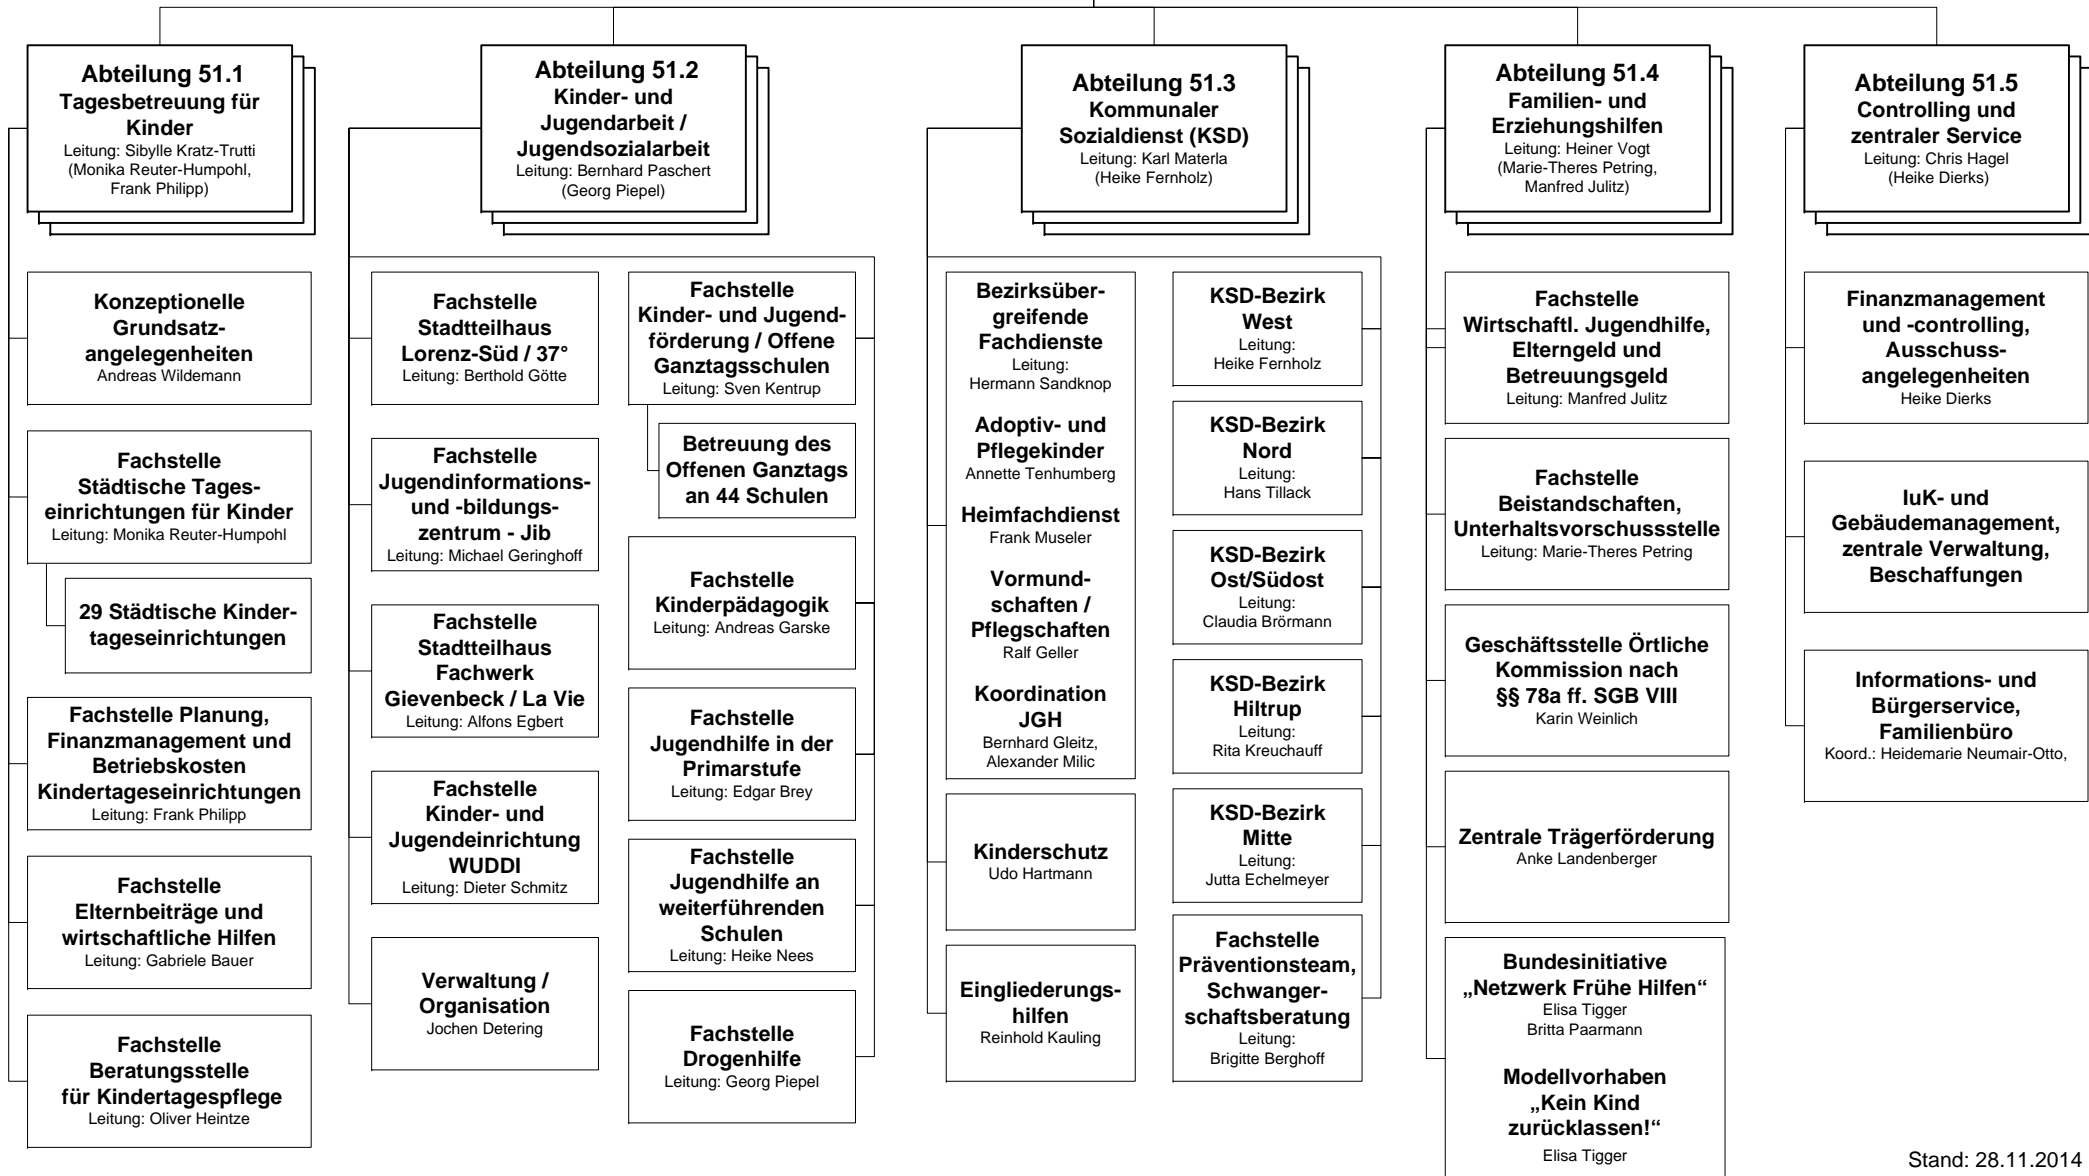 Abteilung 51.1
Tagesbetreuung für
Kinder
Leitung: Sibylle Kratz-Trutti
(Monika Reuter-Humpohl,
Frank Philipp)
Konzeptionelle
Grundsatz-
angelegenheiten
Andreas Wildemann
Fachstelle
Städtische Tages-
einrichtungen für Kinder
Leitung: Monika Reuter-Humpohl
29 Städtische Kinder-
tageseinrichtungen
Fachstelle Planung,
Finanzmanagement und
Betriebskosten
Kindertageseinrichtungen
Leitung: Frank Philipp
Fachstelle
Elternbeiträge und
wirtschaftliche Hilfen
Leitung: Gabriele Bauer
Fachstelle
Beratungsstelle
für Kindertagespflege
Leitung: Oliver Heintze
Abteilung 51.2
Kinder- und
Jugendarbeit /
Jugendsozialarbeit
Leitung: Bernhard Paschert
(Georg Piepel)
Fachstelle
Stadtteilhaus
Lorenz-Süd / 37°
Leitung: Berthold Götte
Fachstelle
Jugendinformations-
und -bildungs-
zentrum - Jib
Leitung: Michael Geringhoff
Fachstelle
Stadtteilhaus
Fachwerk
Gievenbeck / La Vie
Leitung: Alfons Egbert
Fachstelle
Kinder- und
Jugendeinrichtung
WUDDI
Leitung: Dieter Schmitz
Verwaltung /
Organisation
Jochen Detering
Fachstelle
Kinder- und Jugend-
förderung / Offene
Ganztagsschulen
Leitung: Sven Kentrup
Betreuung des
Offenen Ganztags
an 44 Schulen
Fachstelle
Kinderpädagogik
Leitung: Andreas Garske
Fachstelle
Jugendhilfe in der
Primarstufe
Leitung: Edgar Brey
Fachstelle
Jugendhilfe an
weiterführenden
Schulen
Leitung: Heike Nees
Fachstelle
Drogenhilfe
Leitung: Georg Piepel
Abteilung 51.3
Kommunaler
Sozialdienst (KSD)
Leitung: Karl Materla
(Heike Fernholz)
Bezirksüber-
greifende
Fachdienste
Leitung:
Hermann Sandknop
Adoptiv- und
Pflegekinder
Annette Tenhumberg
Heimfachdienst
Frank Museler
Vormund-
schaften /
Pflegschaften
Ralf Geller
Koordination
JGH
Bernhard Gleitz,
Alexander Milic
Kinderschutz
Udo Hartmann
Eingliederungs-
hilfen
Reinhold Kauling
KSD-Bezirk
West
Leitung:
Heike Fernholz
KSD-Bezirk
Nord
Leitung:
Hans Tillack
KSD-Bezirk
Ost/Südost
Leitung:
Claudia Brörmann
KSD-Bezirk
Hiltrup
Leitung:
Rita Kreuchauff
KSD-Bezirk
Mitte
Leitung:
Jutta Echelmeyer
Fachstelle
Präventionsteam,
Schwanger-
schaftsberatung
Leitung:
Brigitte Berghoff
Abteilung 51.4
Familien- und
Erziehungshilfen
Leitung: Heiner Vogt
(Marie-Theres Petring,
Manfred Julitz)
Fachstelle
Wirtschaftl. Jugendhilfe,
Elterngeld und
Betreuungsgeld
Leitung: Manfred Julitz
Fachstelle
Beistandschaften,
Unterhaltsvorschussstelle
Leitung: Marie-Theres Petring
Geschäftsstelle Örtliche
Kommission nach
§§ 78a ff. SGB VIII
Karin Weinlich
Zentrale Trägerförderung
Anke Landenberger
Bundesinitiative
„Netzwerk Frühe Hilfen“
Elisa Tigger
Britta Paarmann
Modellvorhaben
„Kein Kind
zurücklassen!“
Elisa Tigger
Abteilung 51.5
Controlling und
zentraler Service
Leitung: Chris Hagel
(Heike Dierks)
Finanzmanagement
und -controlling,
Ausschuss-
angelegenheiten
Heike Dierks
IuK- und
Gebäudemanagement,
zentrale Verwaltung,
Beschaffungen
Informations- und
Bürgerservice,
Familienbüro
Koord.: Heidemarie Neumair-Otto,
Stand: 28.11.2014